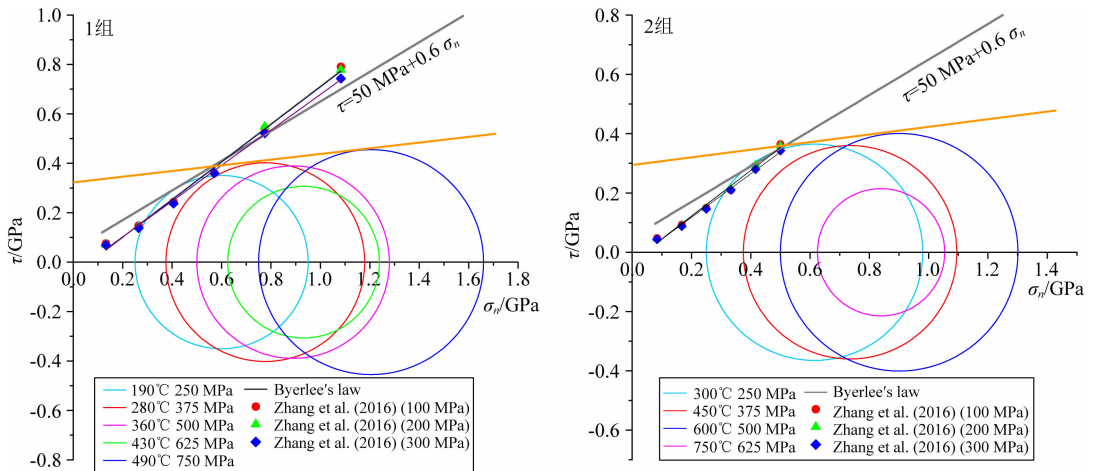 1组
τ/GPa
1.0
0.8
0.6
0.4
0.2
0.0
-0.2
-0.4
-0.6
-0.8
0.2 0.4 0.6 0.8 1.0 1.2 1.4 1.6 1.8
σn/GPa
τ=50 MPa+0.6 σn
190℃ 250 MPa
280℃ 375 MPa
360℃ 500 MPa
430℃ 625 MPa
490℃ 750 MPa
Byerlee's law
Zhang et al. (2016) (100 MPa)
Zhang et al. (2016) (200 MPa)
Zhang et al. (2016) (300 MPa)
2组
τ/GPa
0.8
0.6
0.4
0.2
0.0
-0.2
-0.4
-0.6
0.2 0.4 0.6 0.8 1.0 1.2 1.4
σn/GPa
τ=50 MPa+0.6 σn
300℃ 250 MPa
450℃ 375 MPa
600℃ 500 MPa
750℃ 625 MPa
Byerlee's law
Zhang et al. (2016) (100 MPa)
Zhang et al. (2016) (200 MPa)
Zhang et al. (2016) (300 MPa)